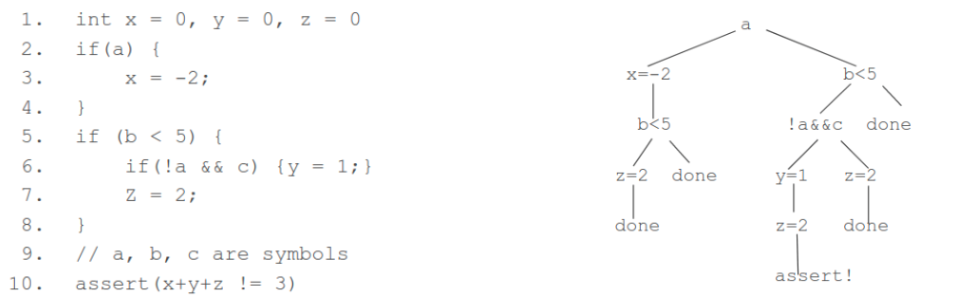 1. int x = 0, y = 0, z = 0
2. if(a) {
3. x = -2;
4. }
5. if (b < 5) {
6. if(!a && c) {y = 1;}
7. Z = 2;
8. }
9. // a, b, c are symbols
10. assert(x+y+z != 3)
a
x=-2 b<5
b<5 !a&&c done
z=2 done y=1 z=2
done z=2 done
assert!